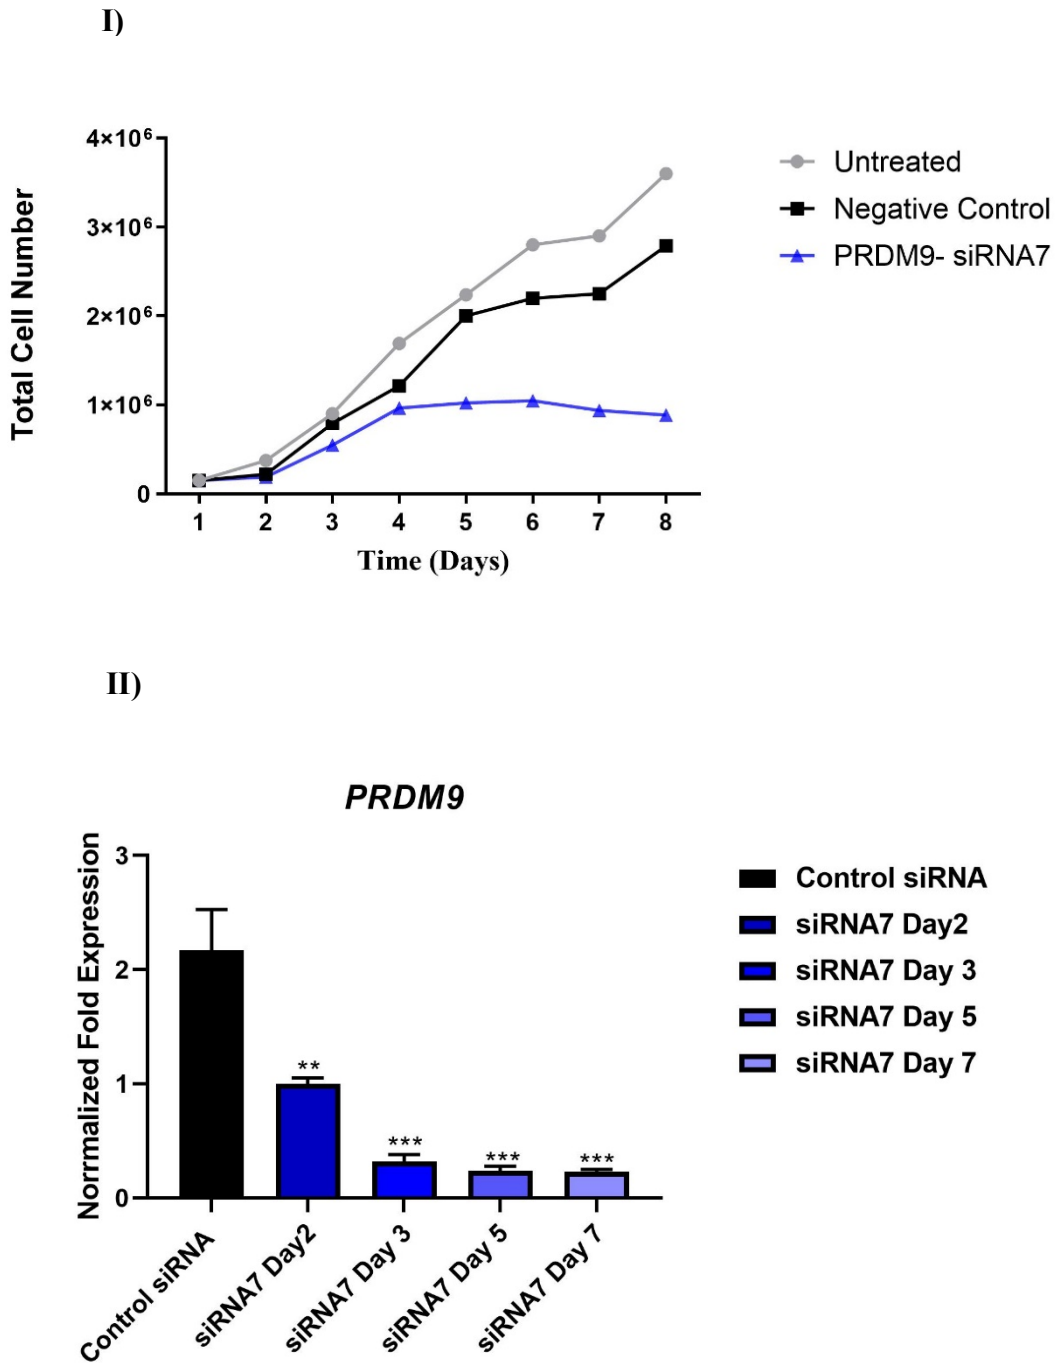 I)
4×10⁶
3×10⁶
2×10⁶
1×10⁶
0
Total Cell Number
1 2 3 4 5 6 7 8
Time (Days)
Untreated
Negative Control
PRDM9- siRNA7
II)
PRDM9
3
2
1
0
Norrmalized Fold Expression
**
***
***
***
Control siRNA
siRNA7 Day2
siRNA7 Day 3
siRNA7 Day 5
siRNA7 Day 7
Control siRNA
siRNA7 Day2
siRNA7 Day 3
siRNA7 Day 5
siRNA7 Day 7